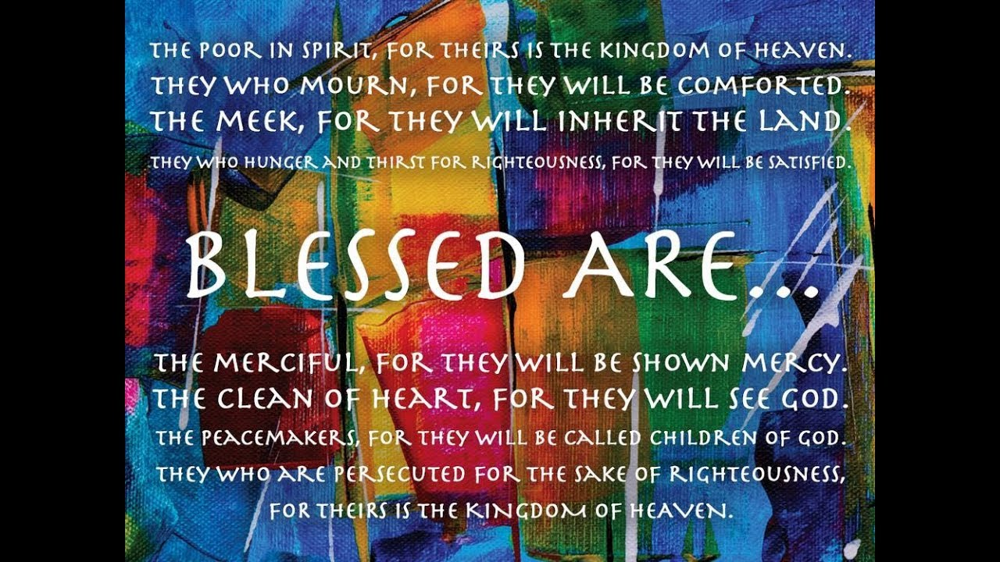 THE POOR IN SPIRIT, FOR THEIRS IS THE KINGDOM OF HEAVEN.
THEY WHO MOURN, FOR THEY WILL BE COMFORTED.
THE MEEK, FOR THEY WILL INHERIT THE LAND.
THEY WHO HUNGER AND THIRST FOR RIGHTEOUSNESS, FOR THEY WILL BE SATISFIED.
BLESSED ARE...
THE MERCIFUL, FOR THEY WILL BE SHOWN MERCY.
THE CLEAN OF HEART, FOR THEY WILL SEE GOD.
THE PEACEMAKERS, FOR THEY WILL BE CALLED CHILDREN OF GOD.
THEY WHO ARE PERSECUTED FOR THE SAKE OF RIGHTEOUSNESS,
FOR THEIRS IS THE KINGDOM OF HEAVEN.